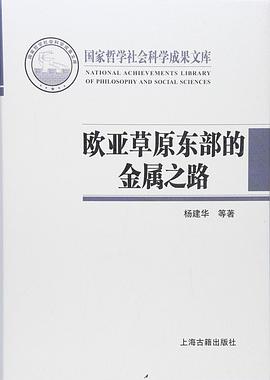 国家哲学社会科学成果文库
NATIONAL ACHIEVEMENTS LIBRARY
OF PHILOSOPHY AND SOCIAL SCIENCES
欧亚草原东部的
金属之路
杨建华 等著
上海古籍出版社